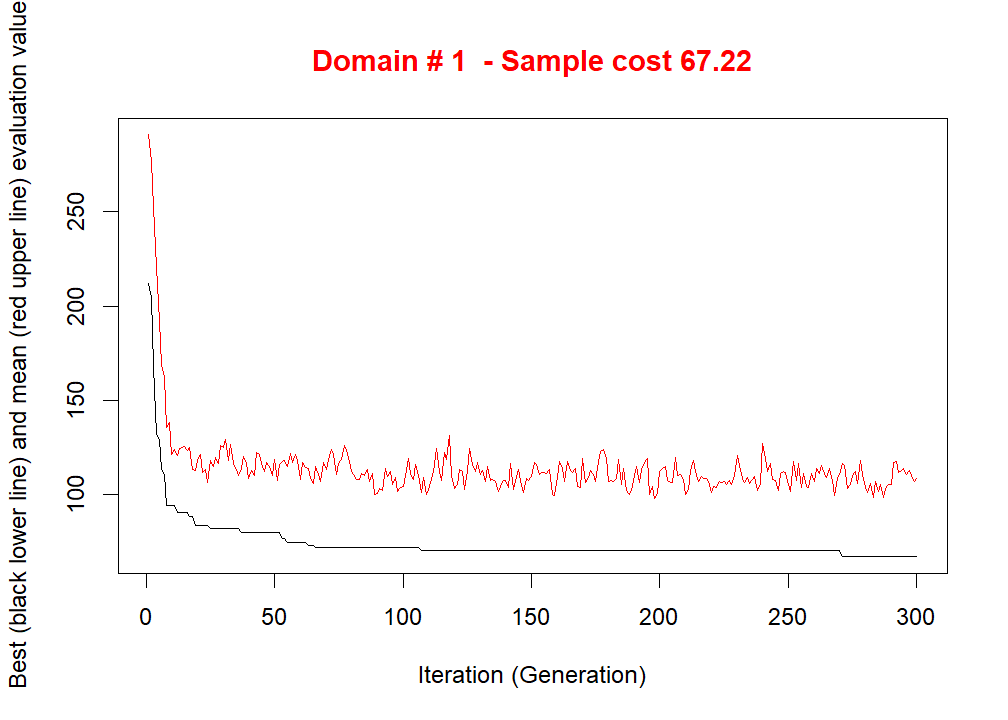 Domain # 1  - Sample cost 67.22
Best (black lower line) and mean (red upper line) evaluation value
250
200
150
100
0 50 100 150 200 250 300
Iteration (Generation)